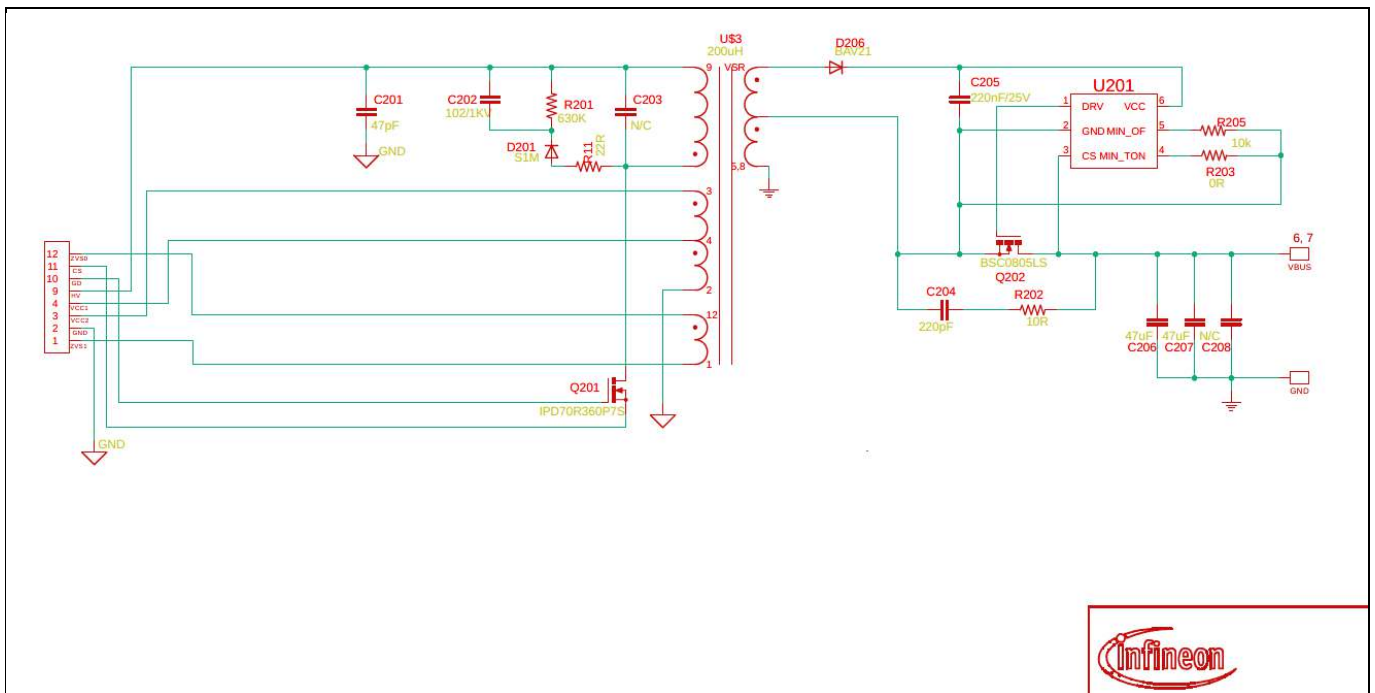 U$3
200uH
9
VSR
D206
BAV21
C201
47pF
GND
C202
102/1KV
R201
630K
C203
N/C
D201
S1M
R11
22R
5,8
C205
220nF/25V
U201
1 DRV VCC 6
2 GND MIN_OF 5
3 CS MIN_TON 4
R205
10k
R203
0R
3
4
2
12
1
12 ZVS0
11 CS
10 GD
9 HV
4 VCC1
3 VCC2
2 GND
1 ZVS1
BSC0805LS
Q202
C204
220pF
R202
10R
6, 7
VBUS
47uF 47uF N/C
C206 C207 C208
GND
Q201
IPD70R360P7S
GND
infineon